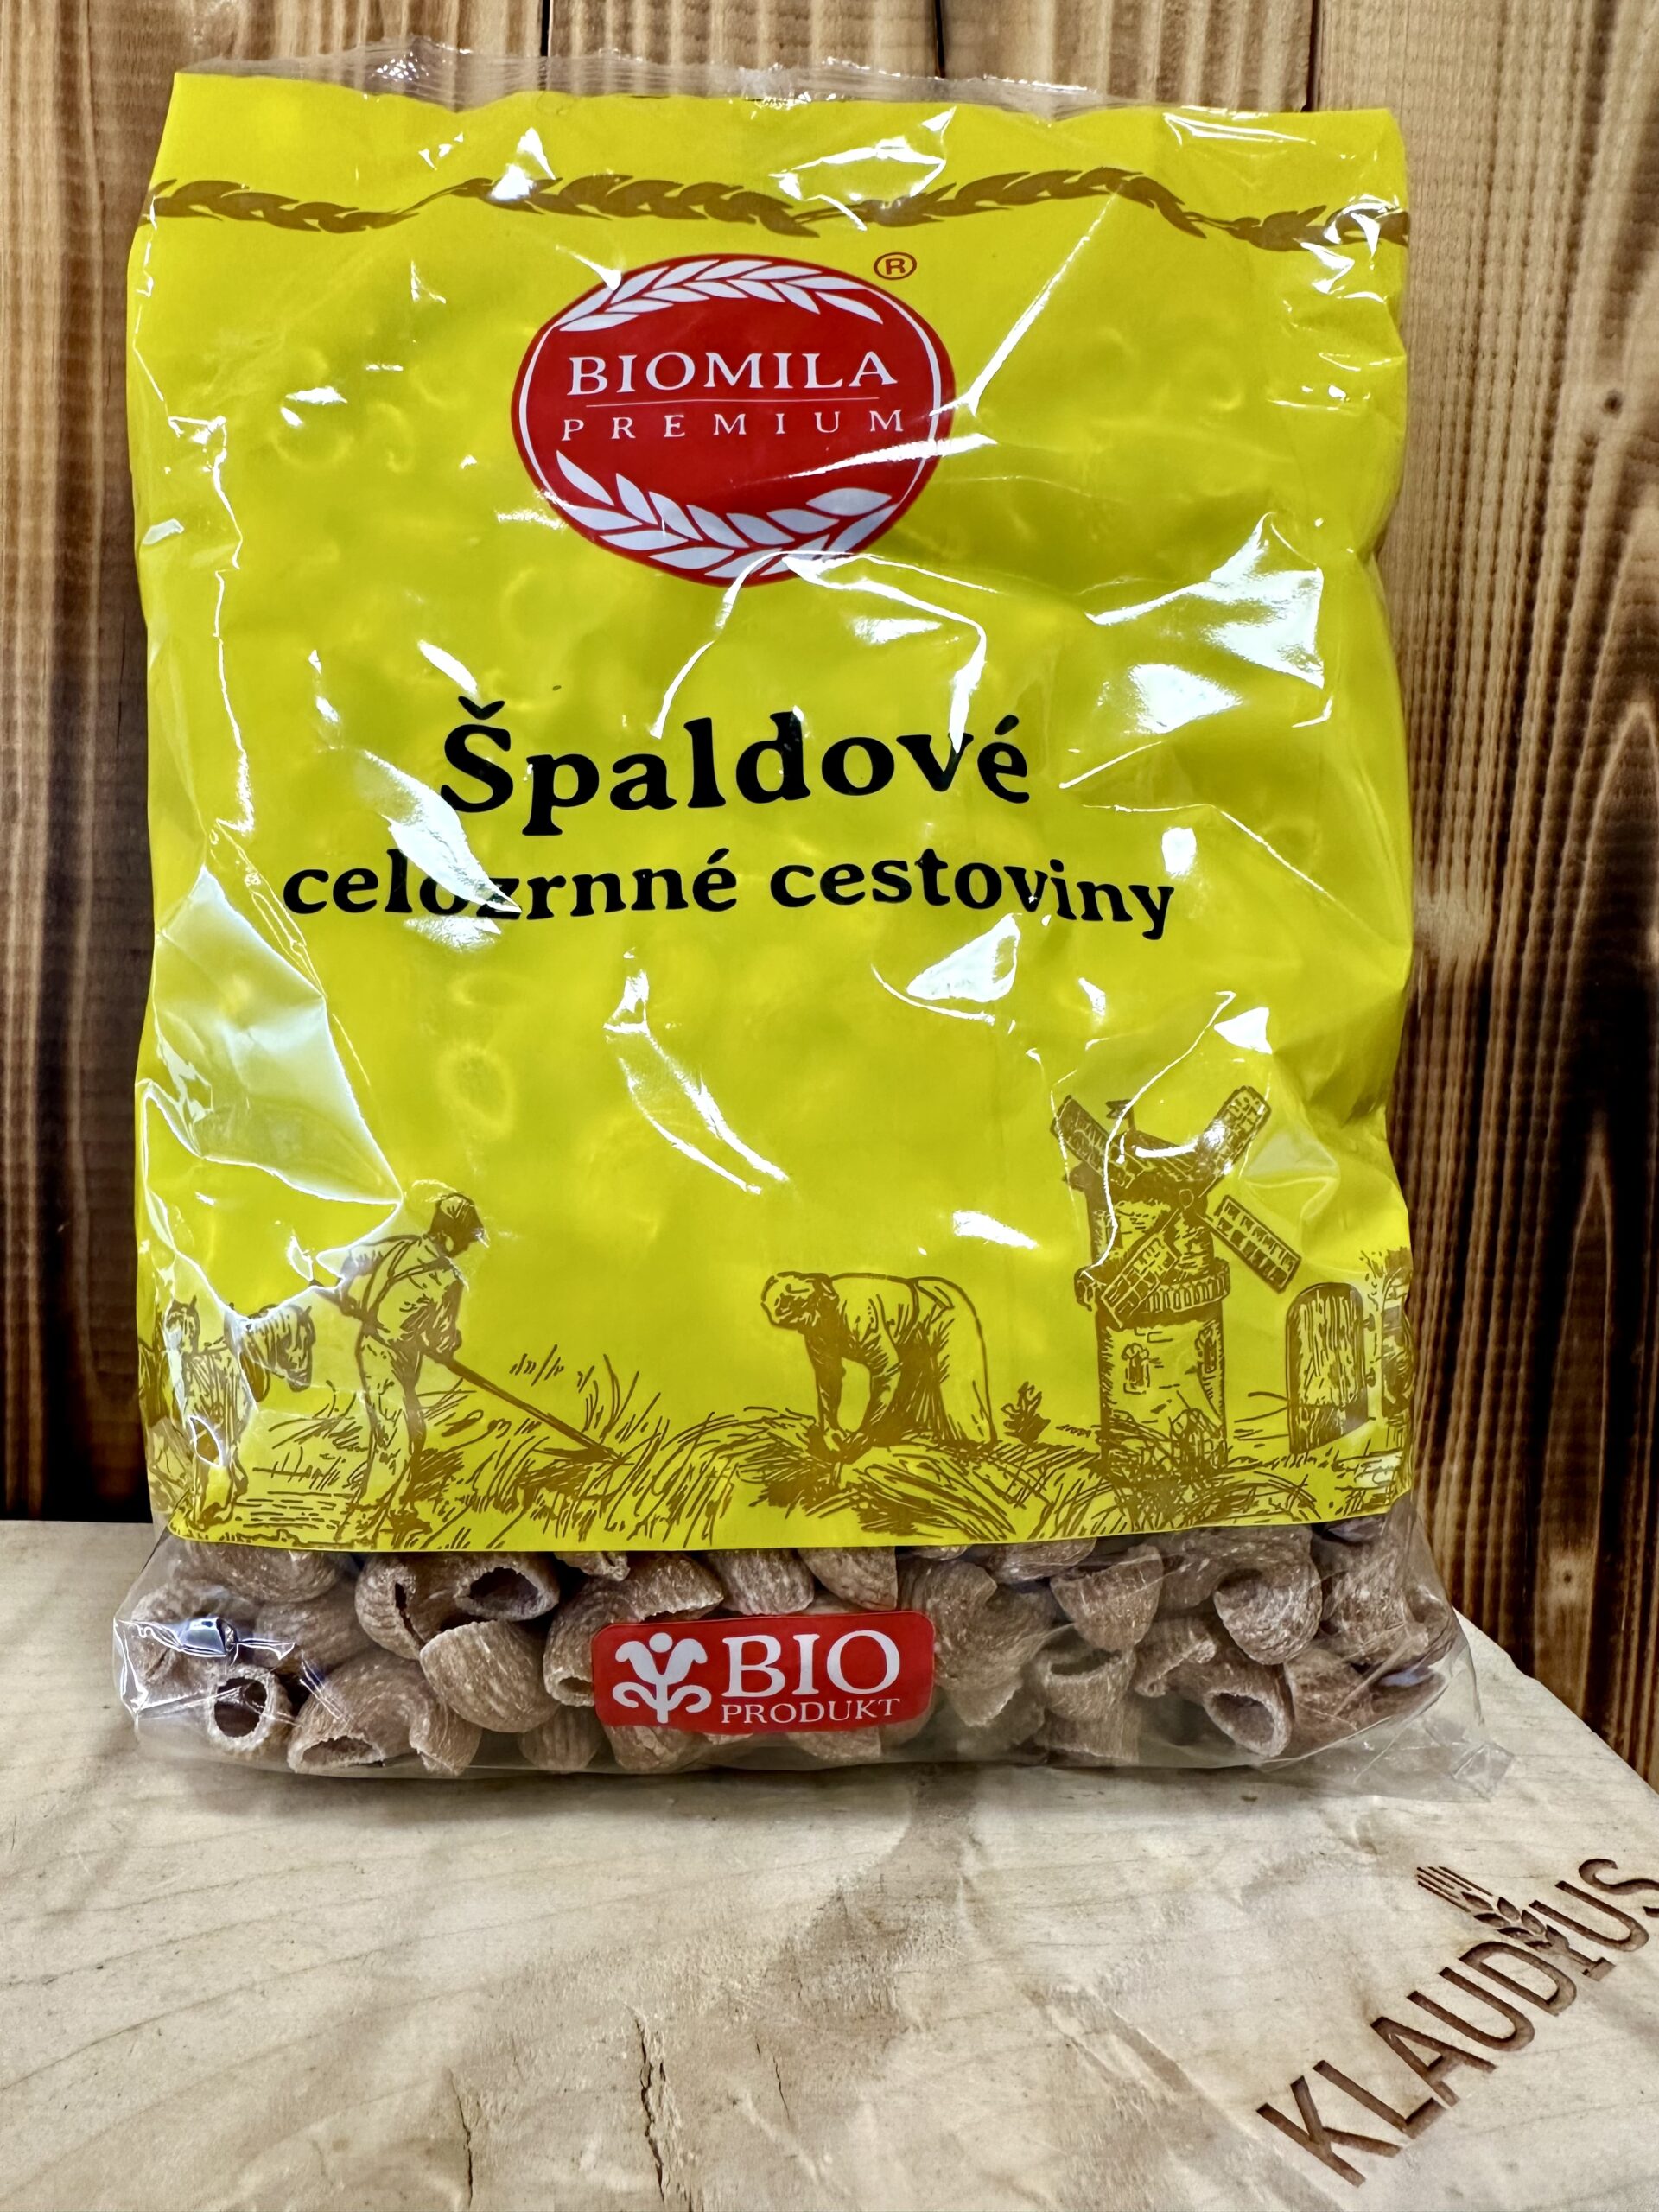 ®
BIOMILA
PREMIUM
Špaldové
celozrnné cestoviny
BIO
PRODUKT
KLAUDIUS